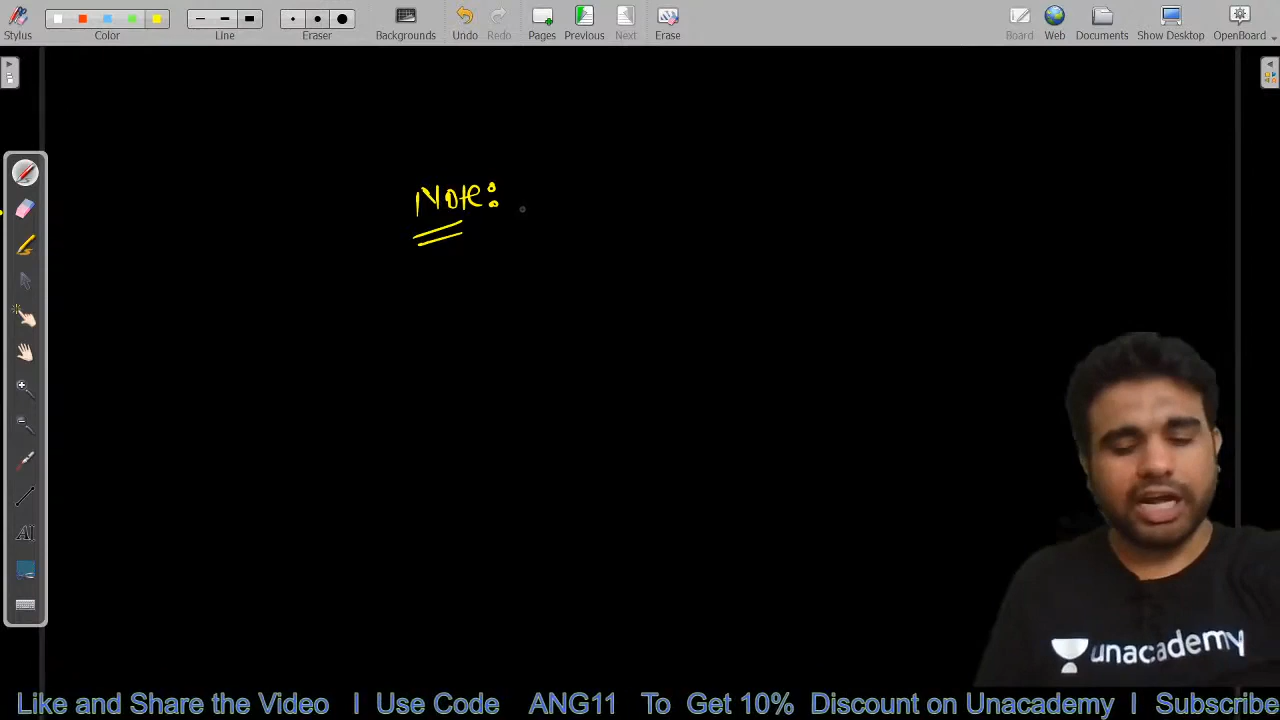 Stylus Color Line Eraser Backgrounds Undo Redo Pages Previous Next Erase Board Web Documents Show Desktop OpenBoard
Note:
AI
unacademy
Like and Share the Video I Use Code ANG11 To Get 10% Discount on Unacademy I Subscribe